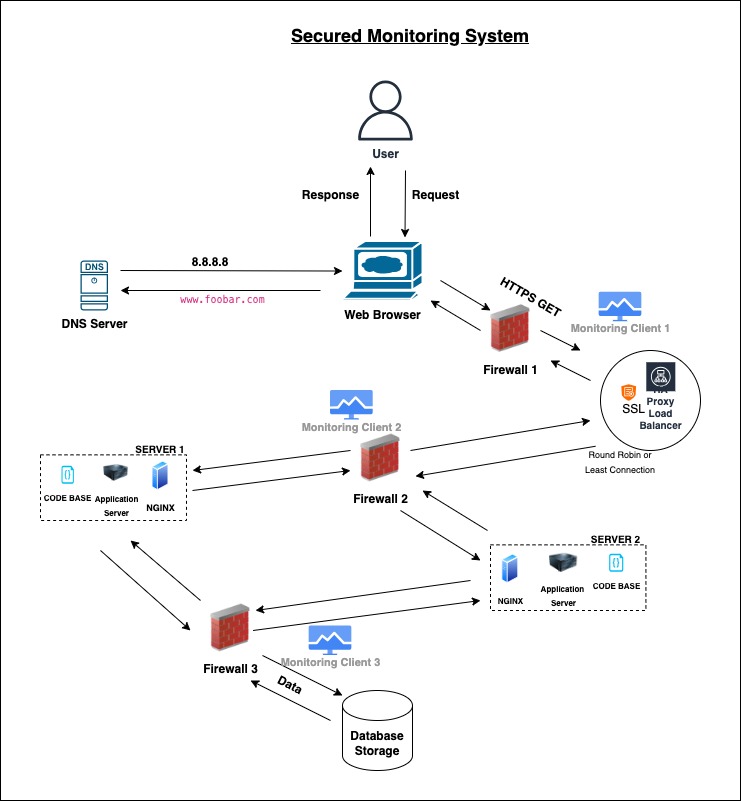 Secured Monitoring System
User
Response
Request
DNS
8.8.8.8
www.foobar.com
DNS Server
Web Browser
HTTPS GET
Firewall 1
Monitoring Client 1
SSL
Proxy
Load
Balancer
Round Robin or
Least Connection
Monitoring Client 2
Firewall 2
SERVER 1
CODE BASE
Application
Server
NGINX
SERVER 2
NGINX
Application
Server
CODE BASE
Firewall 3
Monitoring Client 3
Data
Database
Storage